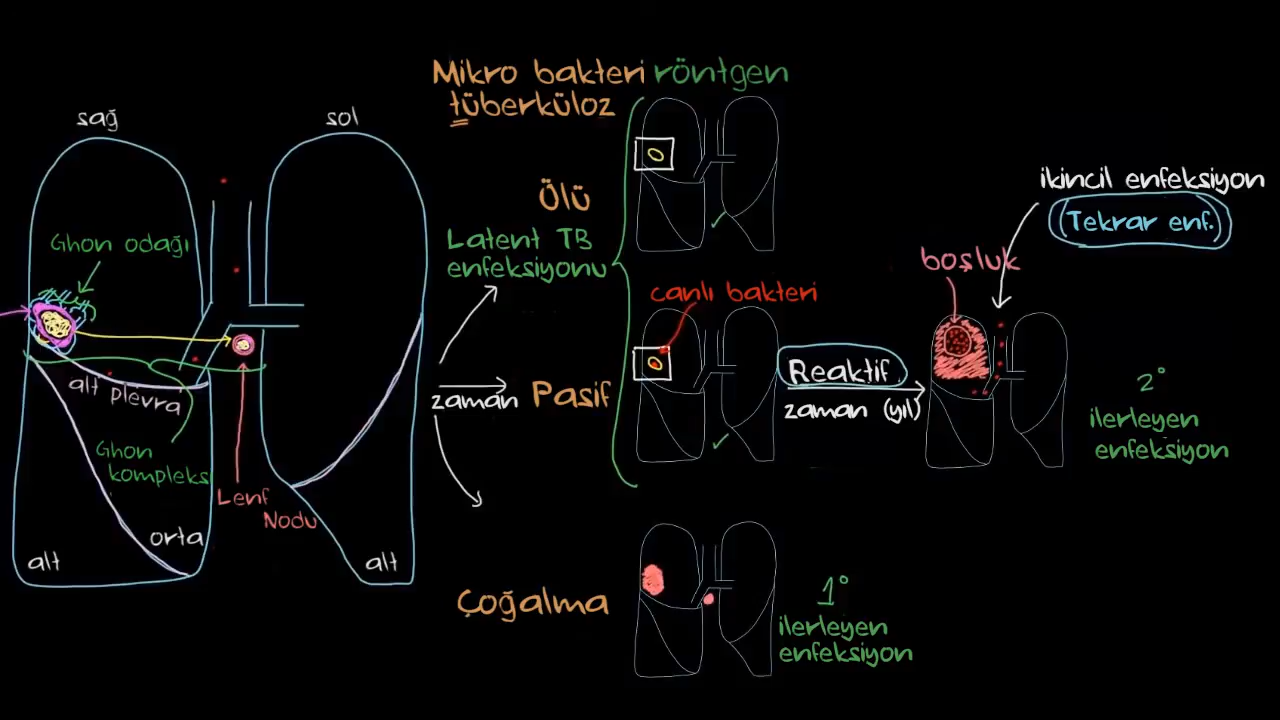 sağ
sol
Ghon odağı
alt plevra
Ghon
kompleks
Lenf
Nodu
orta
alt
alt
Mikro bakteri
tüberküloz
röntgen
Ölü
Latent TB
enfeksiyonu
canlı bakteri
zaman
Pasif
Reaktif
zaman (yıl)
Çoğalma
1°
ilerleyen
enfeksiyon
ikincil enfeksiyon
(Tekrar enf.)
boşluk
2°
ilerleyen
enfeksiyon